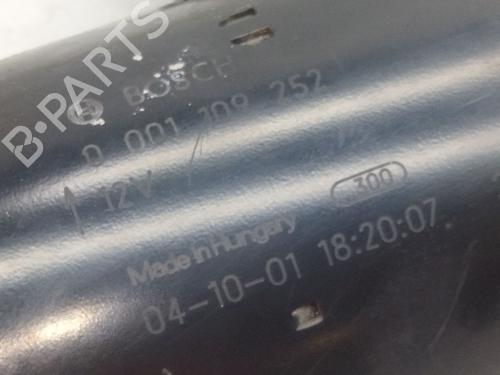 BOSCH
0 001 109 252
12V
300
Made in Hungary
04-10-01 18:20:07
B-PARTS